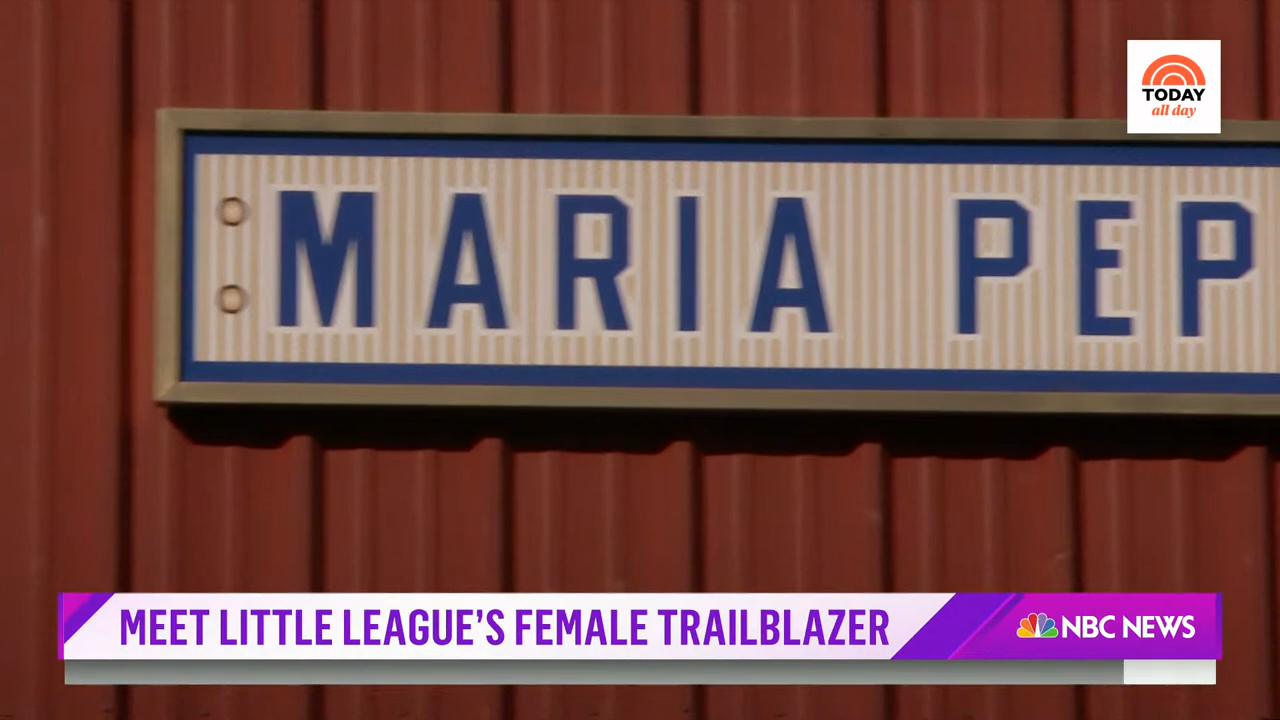 TODAY
all day
MARIA PEP
MEET LITTLE LEAGUE'S FEMALE TRAILBLAZER
NBC NEWS